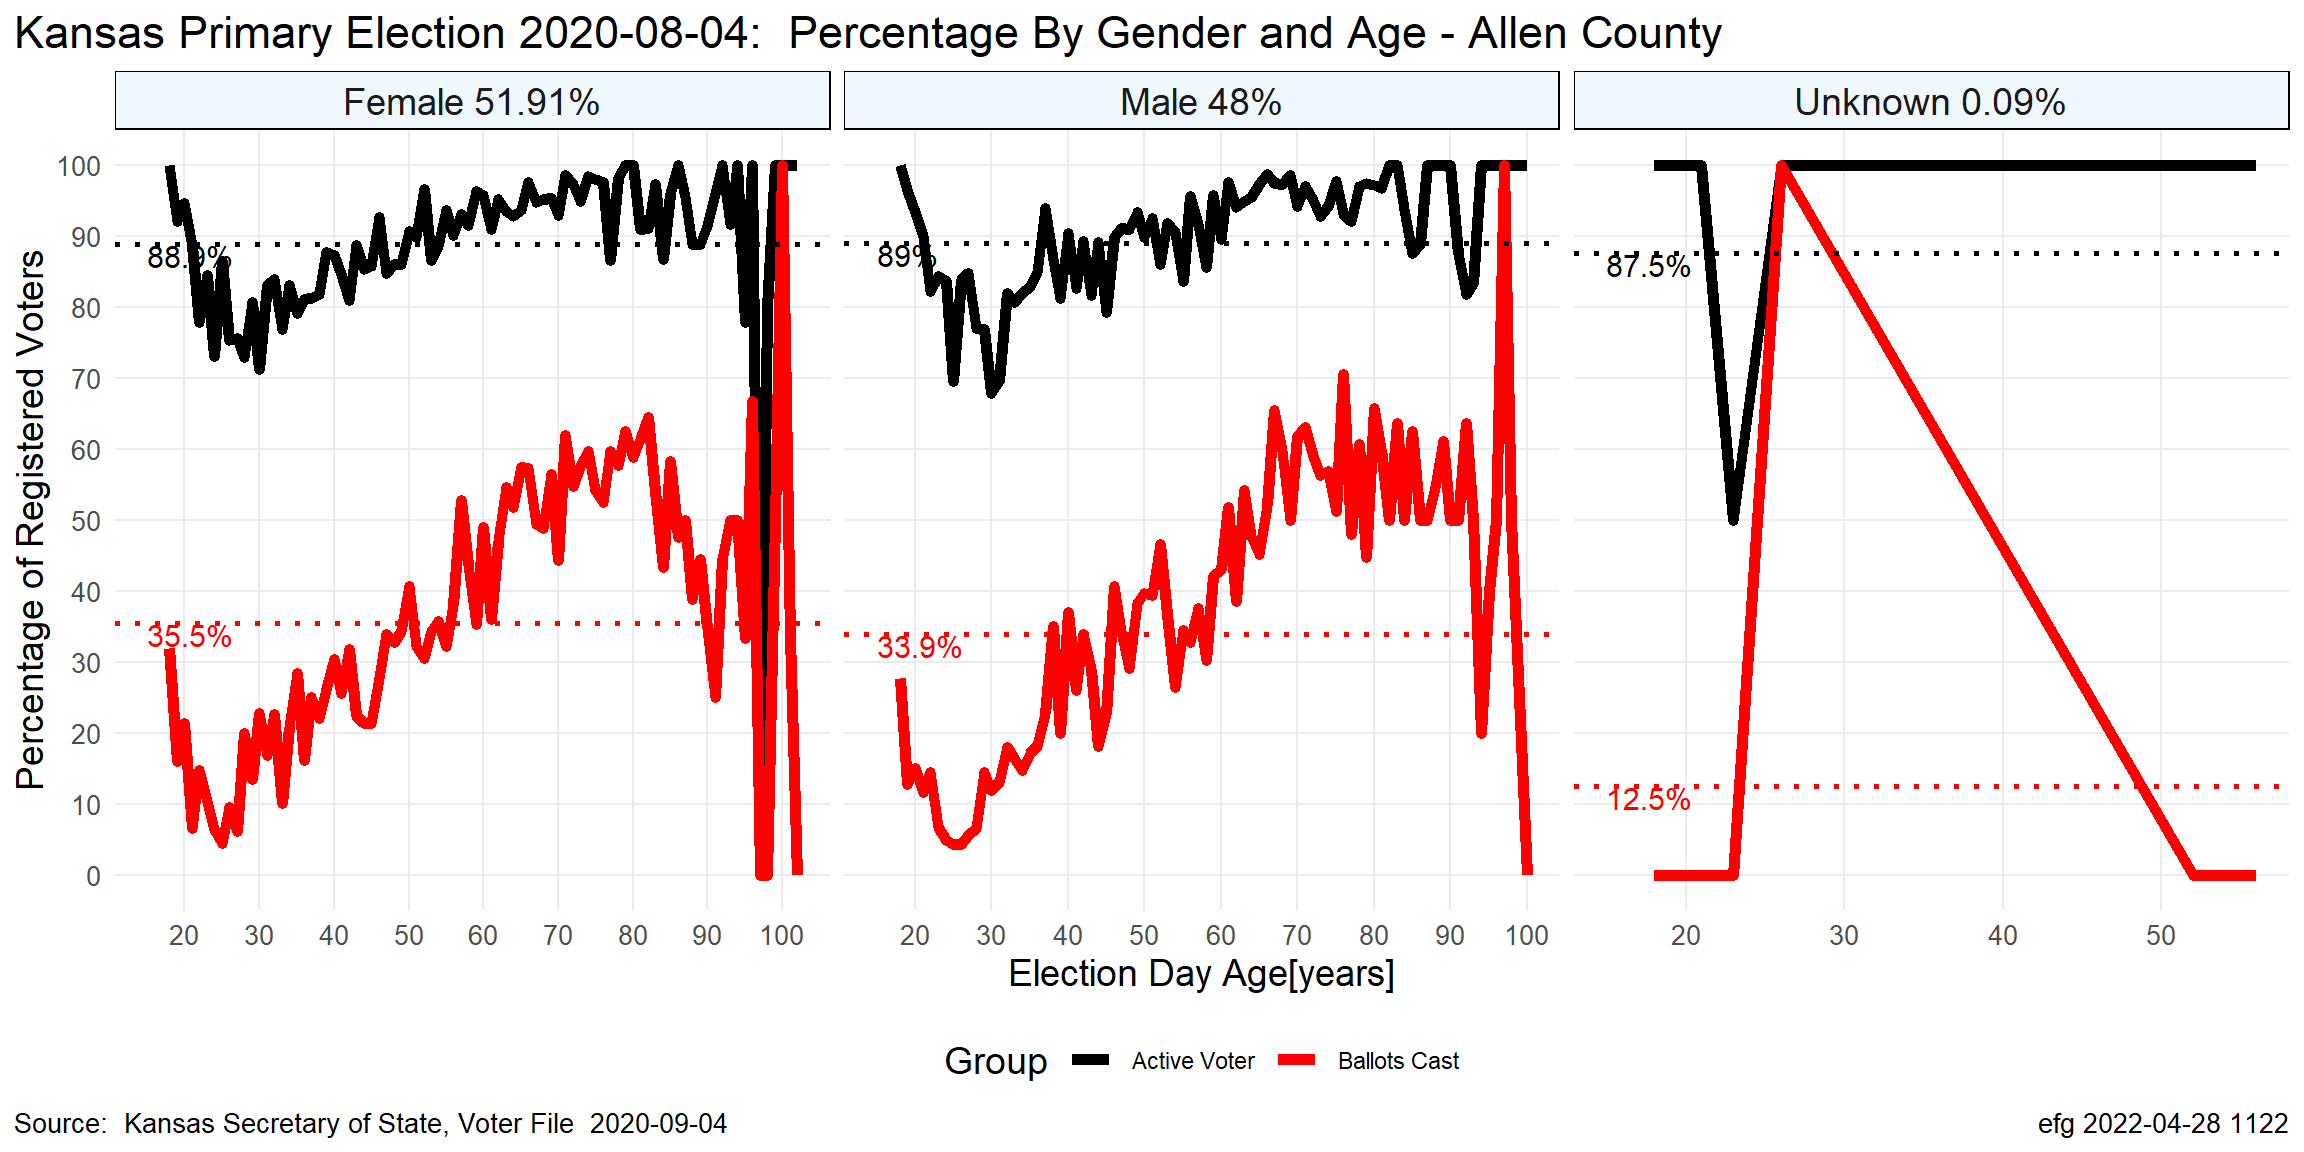 Kansas Primary Election 2020-08-04:  Percentage By Gender and Age - Allen County
Female 51.91%
Male 48%
Unknown 0.09%
Percentage of Registered Voters
100
90
80
70
60
50
40
30
20
10
0
88.9%
35.5%
89%
33.9%
87.5%
12.5%
20 30 40 50 60 70 80 90 100
20 30 40 50 60 70 80 90 100
20 30 40 50
Election Day Age[years]
Group Active Voter Ballots Cast
Source:  Kansas Secretary of State, Voter File  2020-09-04
efg 2022-04-28 1122